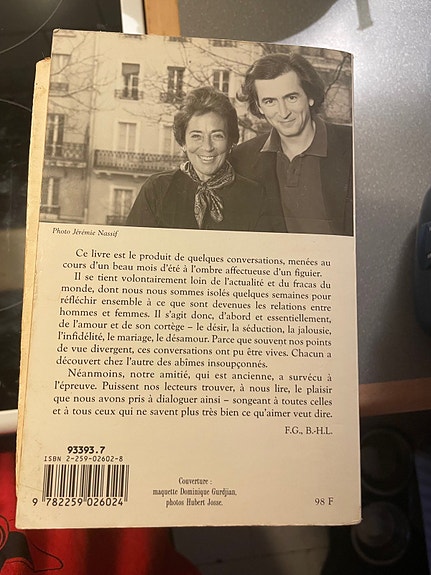 Photo Jérémie Nassif
Ce livre est le produit de quelques conversations, menées au
cours d'un beau mois d'été à l'ombre affectueuse d'un figuier.
Il se tient volontairement loin de l'actualité et du fracas du
monde, dont nous nous sommes isolés quelques semaines pour
réfléchir ensemble à ce que sont devenues les relations entre
hommes et femmes. Il s'agit donc, d'abord et essentiellement,
de l'amour et de son cortège – le désir, la séduction, la jalousie,
l'infidélité, le mariage, le désamour. Parce que souvent nos points
de vue divergent, ces conversations ont pu être vives. Chacun a
découvert chez l'autre des abîmes insoupçonnés.
Néanmoins, notre amitié, qui est ancienne, a survécu à
l'épreuve. Puissent nos lecteurs trouver, à nous lire, le plaisir
que nous avons pris à dialoguer ainsi – songeant à toutes celles
et à tous ceux qui ne savent plus très bien ce qu'aimer veut dire.
F.G., B.-H.L.
93393.7
ISBN 2-259-02602-8
9 782259 026024
Couverture :
maquette Dominique Gurdjian,
photos Hubert Josse.
98 F